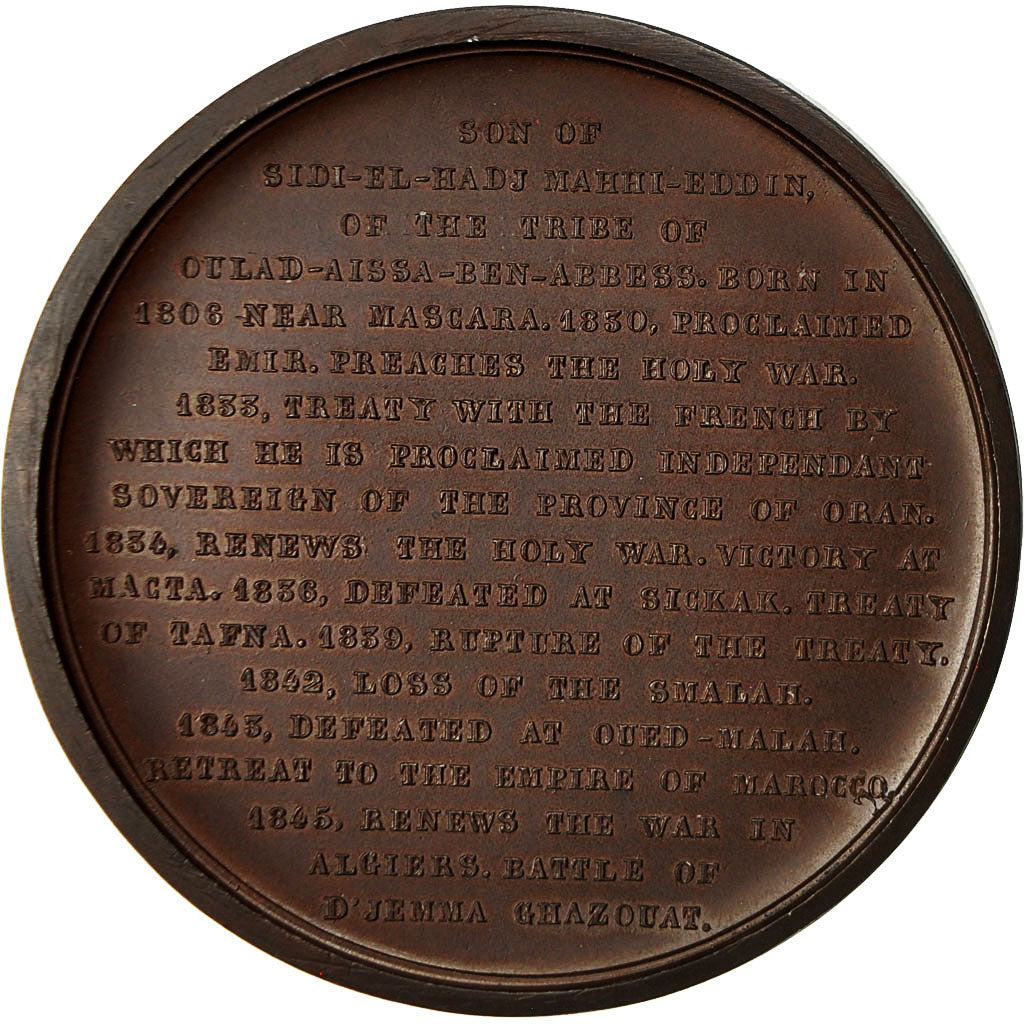 SON OF
SIDI-EL-HADJ MAHHI-EDDIN,
OF THE TRIBE OF
OULAD-AISSA-BEN-ABBESS. BORN IN
1806 NEAR MASCARA. 1830, PROCLAIMED
EMIR. PREACHES THE HOLY WAR.
1833, TREATY WITH THE FRENCH BY
WHICH HE IS PROCLAIMED INDEPENDANT
SOVEREIGN OF THE PROVINCE OF ORAN.
1834, RENEWS THE HOLY WAR. VICTORY AT
MACTA. 1836, DEFEATED AT SICKAK. TREATY
OF TAFNA. 1839, RUPTURE OF THE TREATY.
1842, LOSS OF THE SMALAH.
1843, DEFEATED AT OUED-MALAH.
RETREAT TO THE EMPIRE OF MAROCCO.
1845, RENEWS THE WAR IN
ALGIERS. BATTLE OF
D'JEMMA GHAZOUAT.